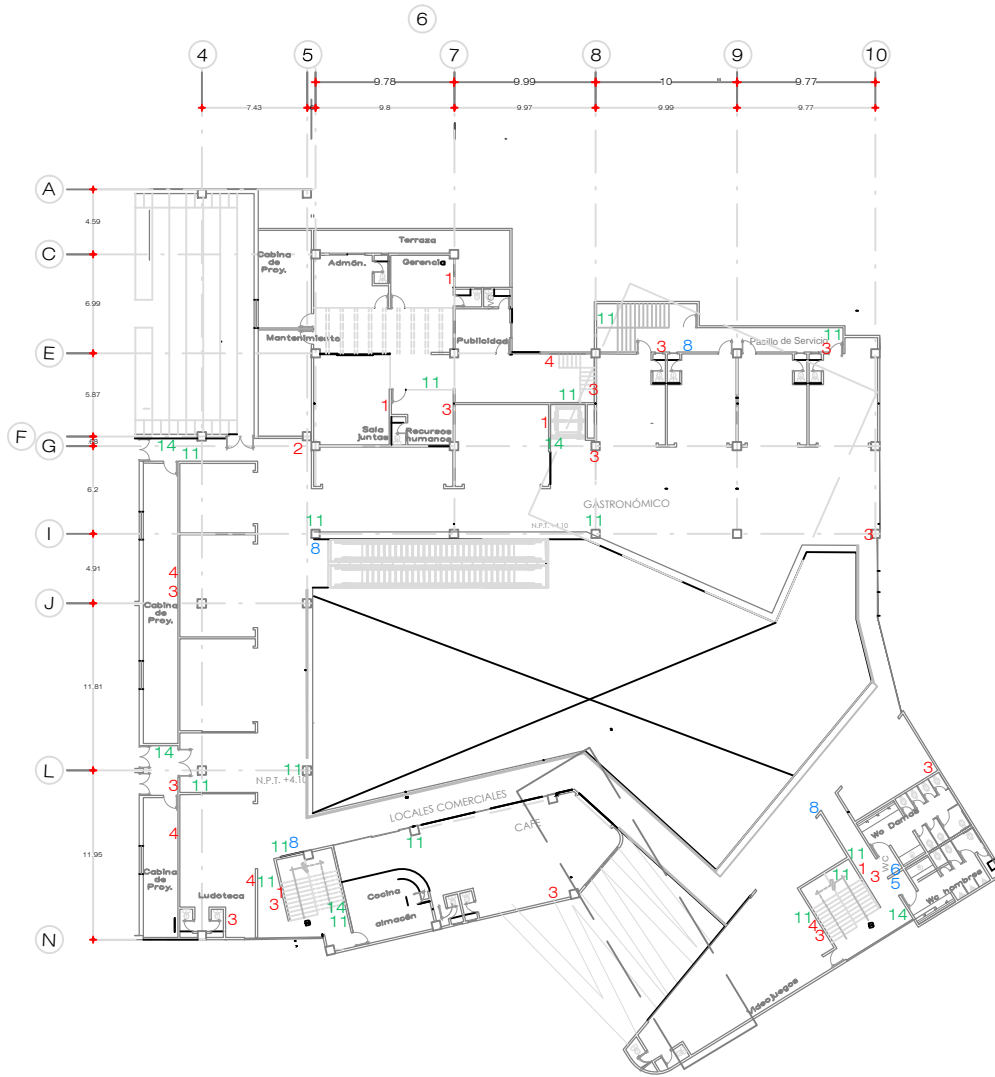 6
4
5
7
8
9
10
9.78
9.99
10
9.77
7.43
9.8
9.97
9.99
9.77
A
4.59
Terraza
C
Cabina
de
Proy.
Admón.
Gerencia
1
6.99
11
11
Mantenimiento
Publicidad
3
8
Pasillo de Servicio
3
E
4
11
11
3
5.87
1
3
Sala
juntas
Recursos
humanos
1
F
14
14
G
11
2
3
6.2
GASTRONÓMICO
11
N.P.T. +4.10
11
I
8
3
4.91
4
3
Cabina
de
Proy.
J
11.81
14
L
11
N.P.T. +4.10
3
11
3
LOCALES COMERCIALES
8
CAFE
11
4
11
8
Wc Damas
11
WC
Cabina
de
Proy.
11.95
4
11
1
3
Cocina
almacén
3
1
3
6
5
11
Wc hombres
Ludoteca
3
14
11
11
4
3
14
N
Videojuegos